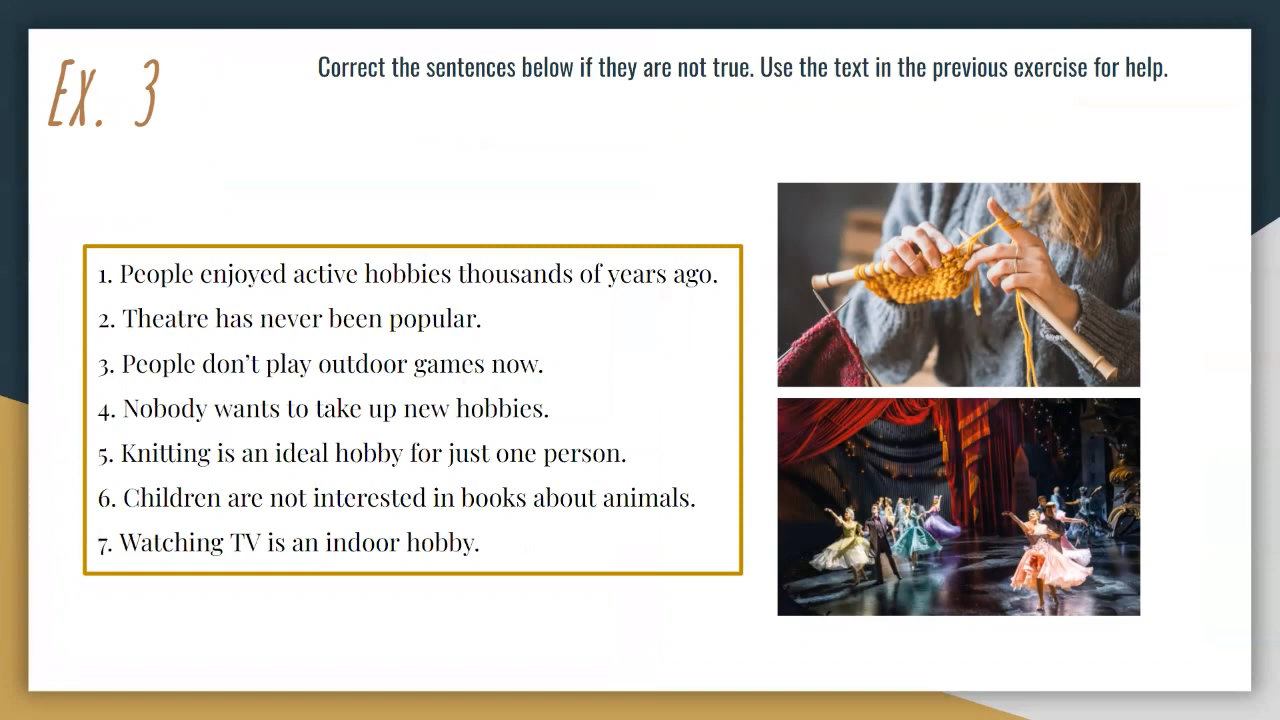 Ex. 3
Correct the sentences below if they are not true. Use the text in the previous exercise for help.
1. People enjoyed active hobbies thousands of years ago.
2. Theatre has never been popular.
3. People don’t play outdoor games now.
4. Nobody wants to take up new hobbies.
5. Knitting is an ideal hobby for just one person.
6. Children are not interested in books about animals.
7. Watching TV is an indoor hobby.